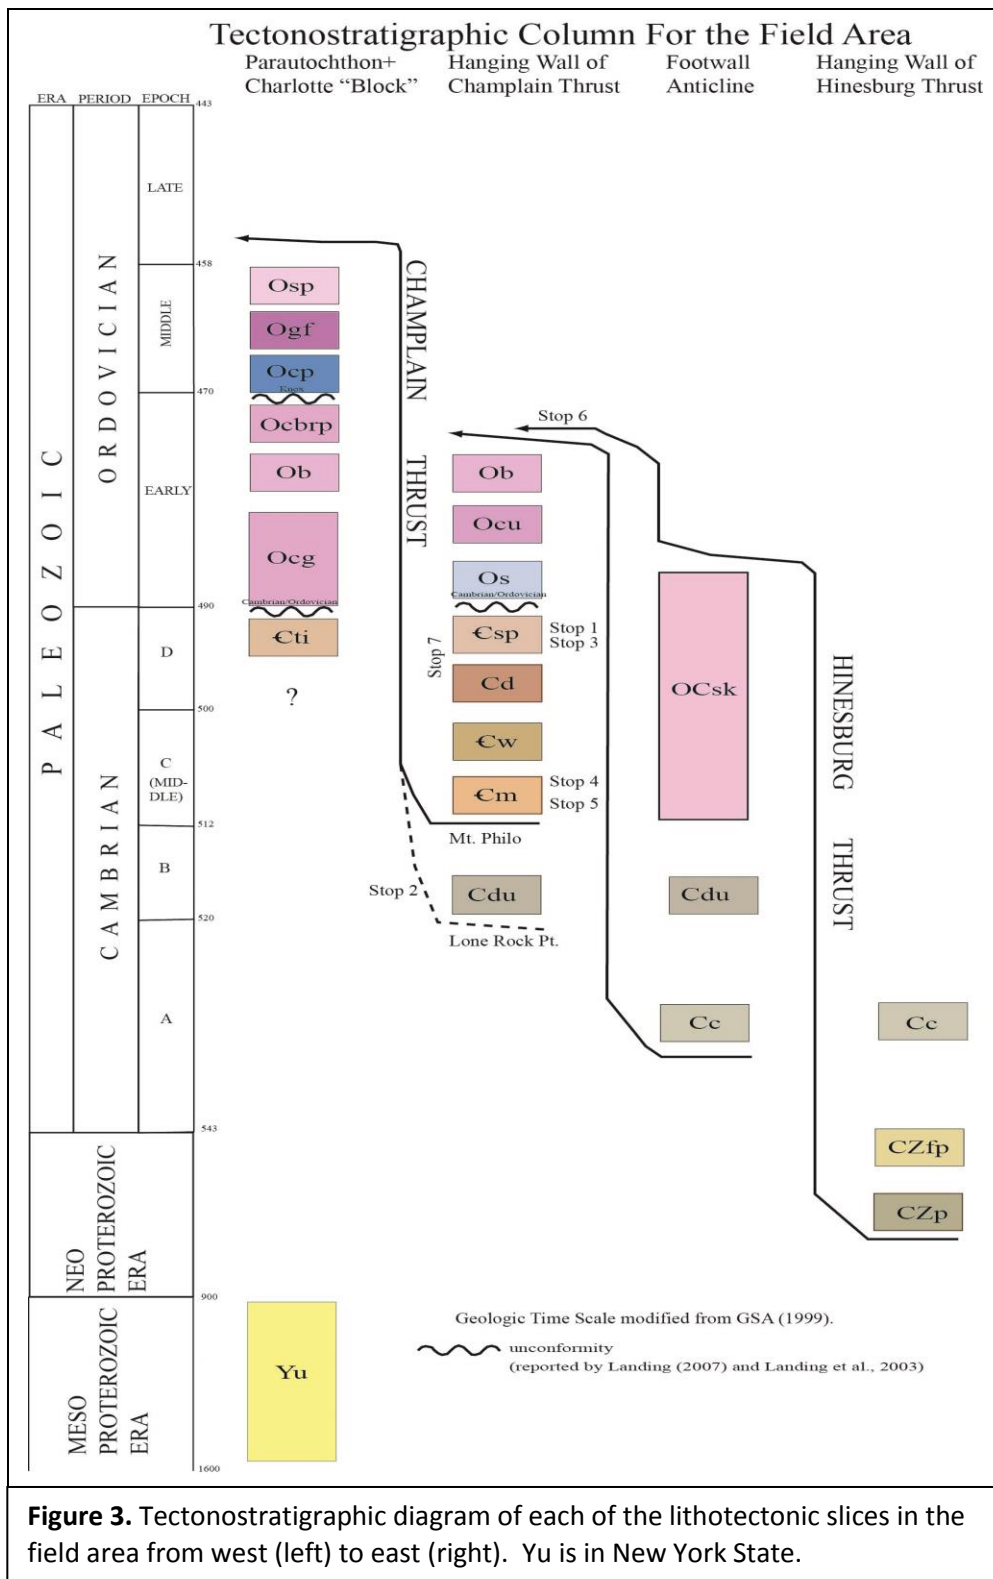 Tectonostratigraphic Column For the Field Area
Parautochthon+
Charlotte “Block”
Hanging Wall of
Champlain Thrust
Footwall
Anticline
Hanging Wall of
Hinesburg Thrust
ERA PERIOD EPOCH
443
LATE
458
MIDDLE
470
EARLY
490
D
500
C
(MID-
DLE)
512
B
520
A
543
900
1600
PALEOZOIC
ORDOVICIAN
CAMBRIAN
NEO
PROTEROZOIC
ERA
MESO
PROTEROZOIC
ERA
Osp
Ogf
Ocp
Knox
Ocbrp
Ob
Ocg
Cambrian/Ordovician
Єti
?
Yu
CHAMPLAIN
THRUST
Ob
Ocu
Os
Cambrian/Ordovician
Єsp
Stop 1
Stop 3
Stop 7
Cd
Єw
Єm
Stop 4
Stop 5
Mt. Philo
Stop 2
Cdu
Lone Rock Pt.
Stop 6
OCsk
Cdu
Cc
HINESBURG
THRUST
Cc
CZfp
CZp
Geologic Time Scale modified from GSA (1999).
unconformity
(reported by Landing (2007) and Landing et al., 2003)
Figure 3. Tectonostratigraphic diagram of each of the lithotectonic slices in the
field area from west (left) to east (right). Yu is in New York State.